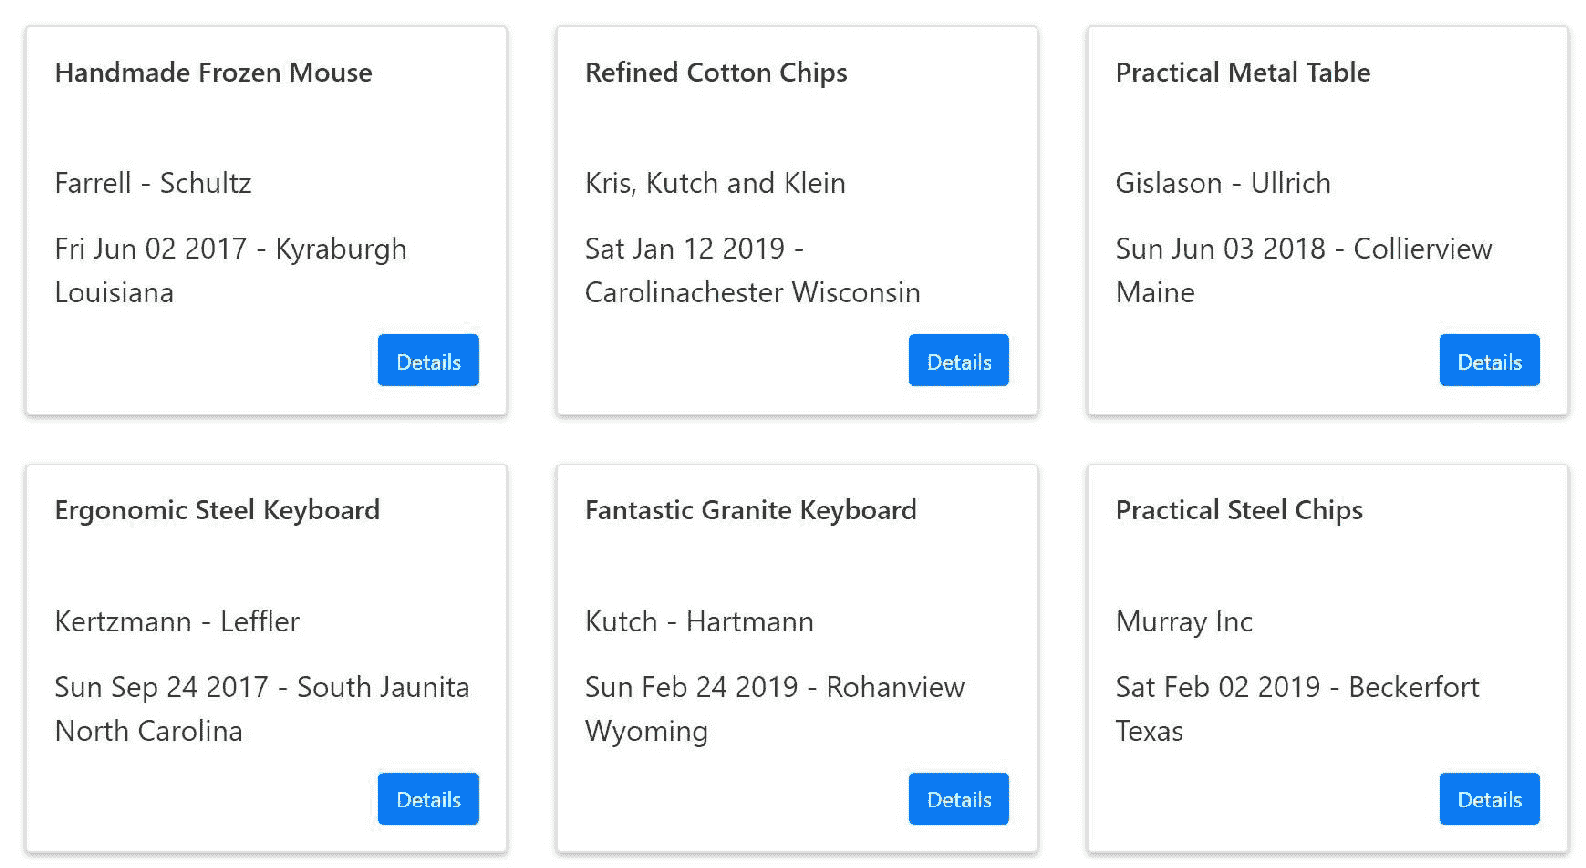 Handmade Frozen Mouse
Farrell - Schultz
Fri Jun 02 2017 - Kyraburgh
Louisiana
Details
Refined Cotton Chips
Kris, Kutch and Klein
Sat Jan 12 2019 -
Carolinachester Wisconsin
Details
Practical Metal Table
Gislason - Ullrich
Sun Jun 03 2018 - Collierview
Maine
Details
Ergonomic Steel Keyboard
Kertzmann - Leffler
Sun Sep 24 2017 - South Jaunita
North Carolina
Details
Fantastic Granite Keyboard
Kutch - Hartmann
Sun Feb 24 2019 - Rohanview
Wyoming
Details
Practical Steel Chips
Murray Inc
Sat Feb 02 2019 - Beckerfort
Texas
Details